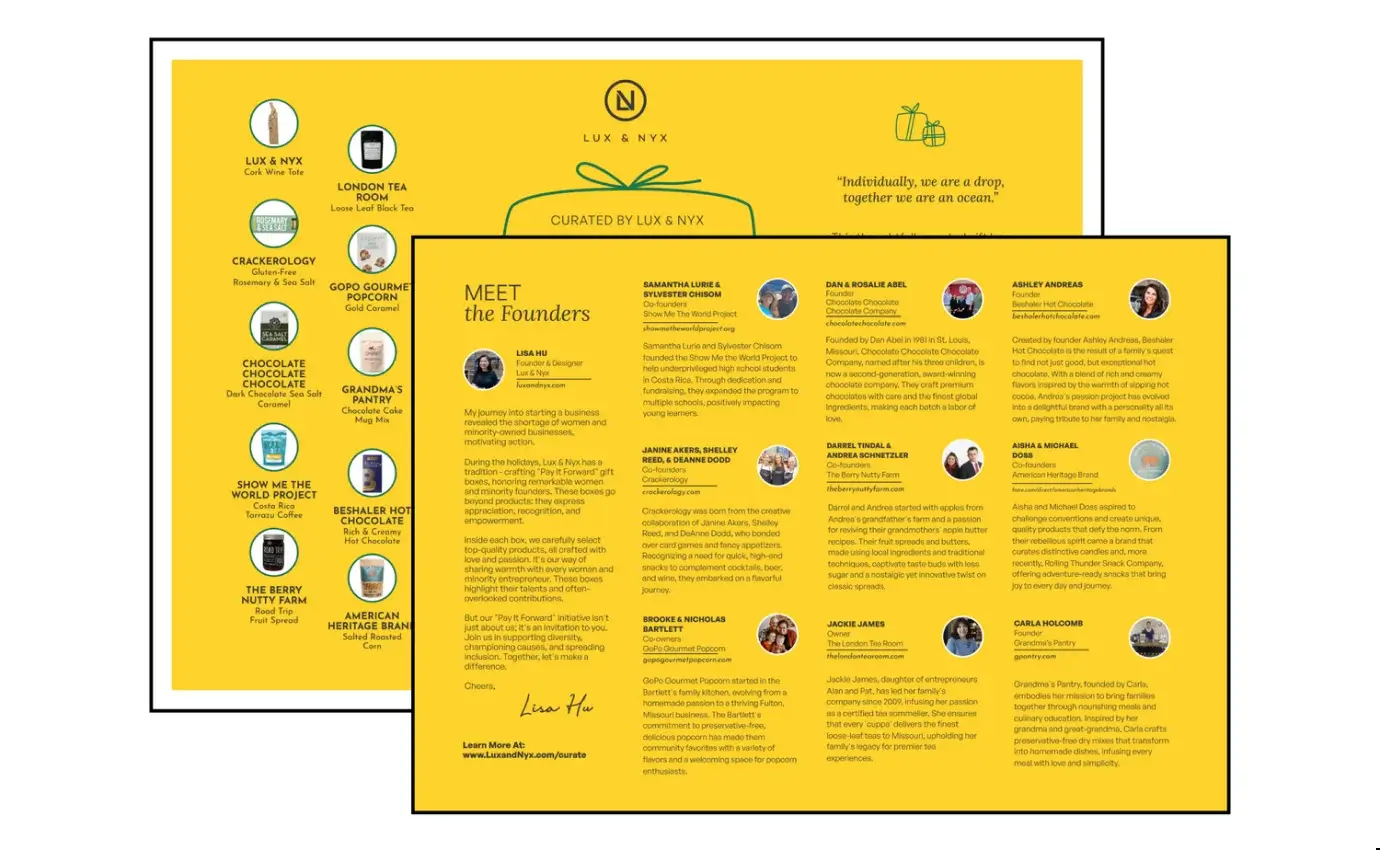 LUX & NYX
Cork Wine Tote
ROSEMARY
& SEA SALT
CRACKEROLOGY
Gluten-Free
Rosemary & Sea Salt
SEA SALT
CARAMEL
CHOCOLATE
CHOCOLATE
CHOCOLATE
Dark Chocolate Sea Salt
Caramel
SHOW ME THE
WORLD PROJECT
Costa Rica
Tarrazu Coffee
ROAD TRIP
THE BERRY
NUTTY FARM
Road Trip
Fruit Spread
LONDON TEA
ROOM
Loose Leaf Black Tea
GOPO GOURMET
POPCORN
Gold Caramel
GRANDMA'S
PANTRY
Chocolate Cake
Mug Mix
BESHALER HOT
CHOCOLATE
Rich & Creamy
Hot Chocolate
AMERICAN
HERITAGE BRAN
Salted Roasted
Corn
LUX & NYX
CURATED BY LUX & NYX
“Individually, we are a drop,
together we are an ocean.”
MEET
the Founders
LISA HU
Founder & Designer
Lux & Nyx
luxandnyx.com
My journey into starting a business
revealed the shortage of women and
minority-owned businesses,
motivating action.
During the holidays, Lux & Nyx has a
tradition - crafting "Pay It Forward" gift
boxes, honoring remarkable women
and minority founders. These boxes go
beyond products: they express
appreciation, recognition, and
empowerment.
Inside each box, we carefully select
top-quality products, all crafted with
love and passion. It's our way of
sharing warmth with every woman and
minority entrepreneur. These boxes
highlight their talents and often-
overlooked contributions.
But our "Pay It Forward" initiative isn't
just about us; it's an invitation to you.
Join us in supporting diversity,
championing causes, and spreading
inclusion. Together, let's make a
difference.
Cheers,
Lisa Hu
Learn More At:
www.LuxandNyx.com/curate
SAMANTHA LURIE &
SYLVESTER CHISOM
Co-founders
Show Me The World Project
showmetheworldproject.org
Samantha Lurie and Sylvester Chisom
founded the Show Me the World Project to
help underprivileged high school students
in Costa Rica. Through dedication and
fundraising, they expanded the program to
multiple schools, positively impacting
young learners.
JANINE AKERS, SHELLEY
REED, & DEANNE DODD
Co-founders
Crackerology
crackerology.com
Crackerology was born from the creative
collaboration of Janine Akers, Shelley
Reed, and DeAnne Dodd, who bonded
over card games and fancy appetizers.
Recognizing a need for quick, high-end
snacks to complement cocktails, beer,
and wine, they embarked on a flavorful
journey.
BROOKE & NICHOLAS
BARTLETT
Co-owners
GoPo Gourmet Popcorn
gopogourmetpopcorn.com
GoPo Gourmet Popcorn started in the
Bartlett's family kitchen, evolving from a
homemade passion to a thriving Fulton,
Missouri business. The Bartlett's
commitment to preservative-free,
delicious popcorn has made them
community favorites with a variety of
flavors and a welcoming space for popcorn
enthusiasts.
DAN & ROSALIE ABEL
Founder
Chocolate Chocolate
Chocolate Company
chocolatechocolate.com
Founded by Dan Abel in 1981 in St. Louis,
Missouri, Chocolate Chocolate Chocolate
Company, named after his three children, is
now a second-generation, award-winning
chocolate company. They craft premium
chocolates with care and the finest global
ingredients, making each batch a labor of
love.
DARREL TINDAL &
ANDREA SCHNETZLER
Co-founders
The Berry Nutty Farm
theberrynuttyfarm.com
Darrel and Andrea started with apples from
Andrea's grandfather's farm and a passion
for reviving their grandmothers' apple butter
recipes. Their fruit spreads and butters,
made using local ingredients and traditional
techniques, captivate taste buds with less
sugar and a nostalgic yet innovative twist on
classic spreads.
JACKIE JAMES
Owner
The London Tea Room
thelondontearoom.com
Jackie James, daughter of entrepreneurs
Alan and Pat, has led her family's
company since 2009, infusing her passion
as a certified tea sommelier. She ensures
that every 'cuppa' delivers the finest
loose-leaf teas to Missouri, upholding her
family's legacy for premier tea
experiences.
ASHLEY ANDREAS
Founder
Beshaler Hot Chocolate
beshalerhotchocolate.com
Created by founder Ashley Andreas, Beshaler
Hot Chocolate is the result of a family's quest
to find not just good, but exceptional hot
chocolate. With a blend of rich and creamy
flavors inspired by the warmth of sipping hot
cocoa, Andrea's passion project has evolved
into a delightful brand with a personality all its
own, paying tribute to her family and nostalgia.
AISHA & MICHAEL
DOSS
Co-founders
American Heritage Brand
Aisha and Michael Doss aspired to
challenge conventions and create unique,
quality products that defy the norm. From
their rebellious spirit came a brand that
curates distinctive candles and, more
recently, Rolling Thunder Snack Company,
offering adventure-ready snacks that bring
joy to every day and journey.
CARLA HOLCOMB
Founder
Grandma's Pantry
gpantry.com
Grandma's Pantry, founded by Carla,
embodies her mission to bring families
together through nourishing meals and
culinary education. Inspired by her
grandma and great-grandma, Carla crafts
preservative-free dry mixes that transform
into homemade dishes, infusing every
meal with love and simplicity.